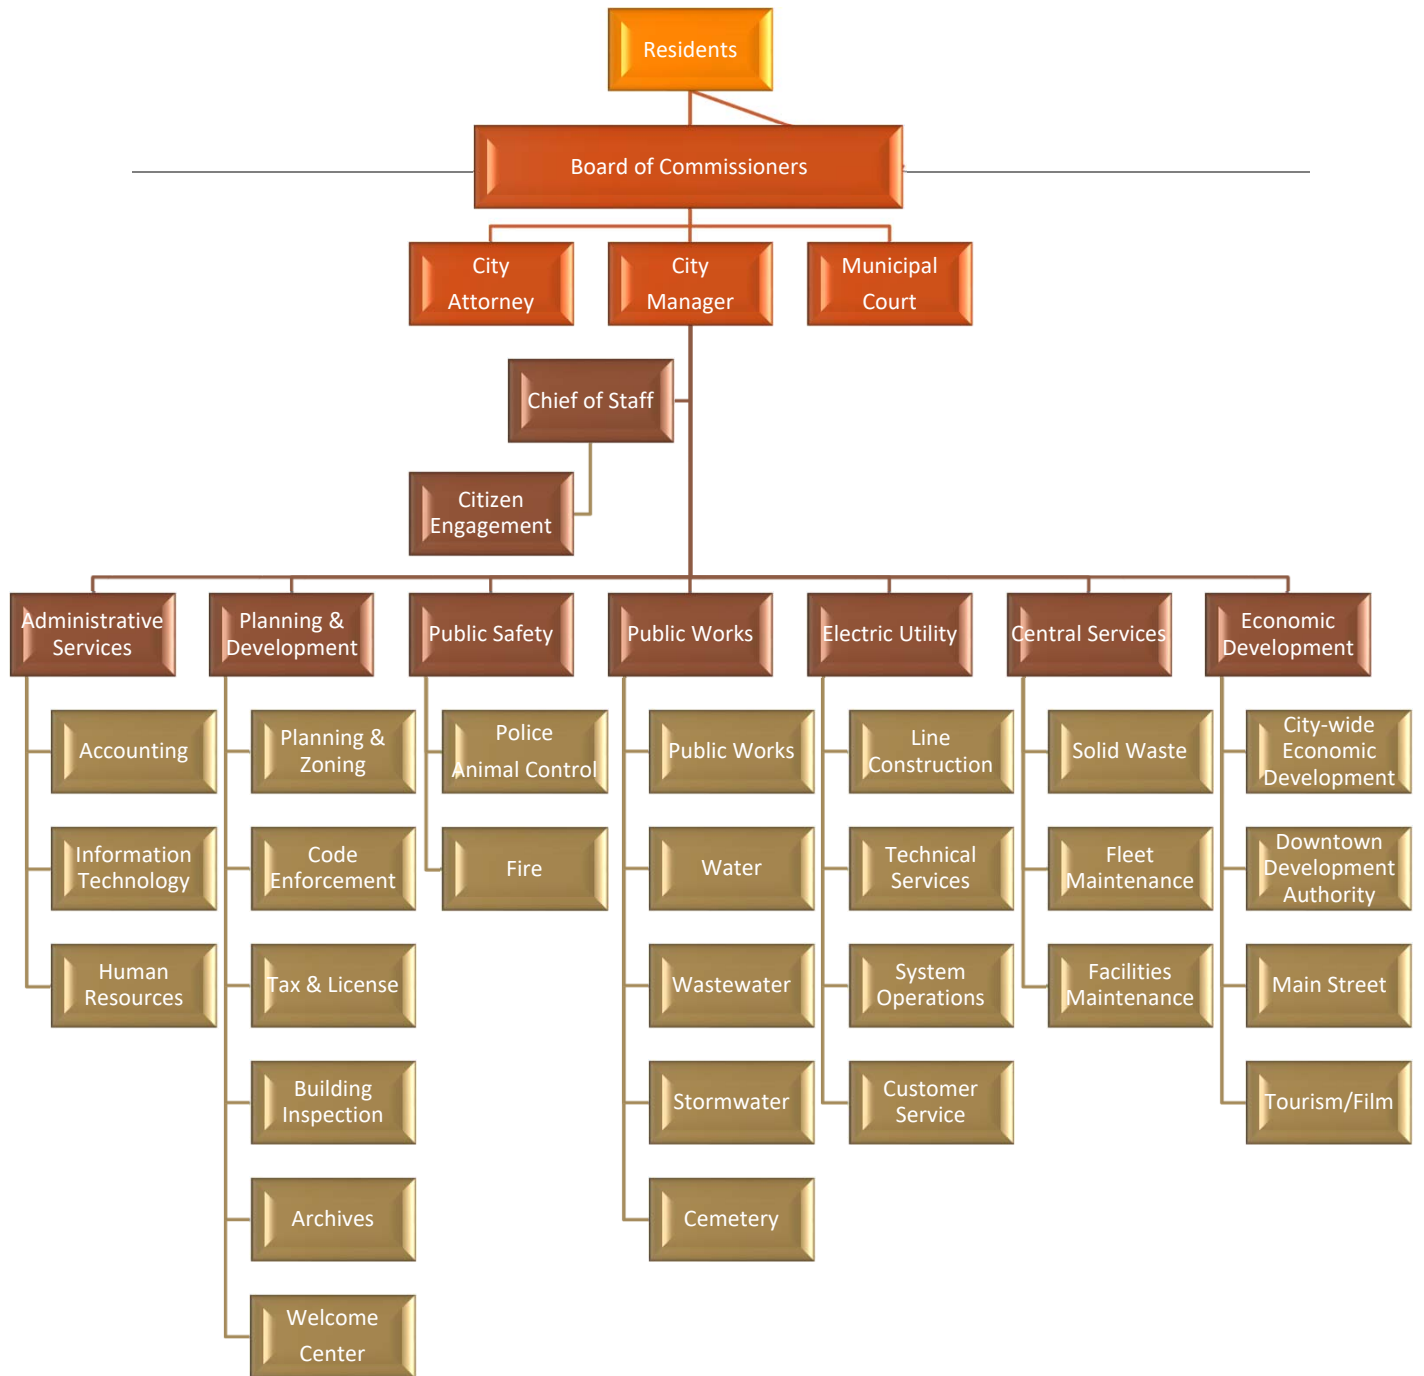 Residents
Board of Commissioners
City
Attorney
City
Manager
Municipal
Court
Chief of Staff
Citizen
Engagement
Administrative
Services
Planning &
Development
Public Safety
Public Works
Electric Utility
Central Services
Economic
Development
Accounting
Information
Technology
Human
Resources
Planning &
Zoning
Code
Enforcement
Tax & License
Building
Inspection
Archives
Welcome
Center
Police
Animal Control
Fire
Public Works
Water
Wastewater
Stormwater
Cemetery
Line
Construction
Technical
Services
System
Operations
Customer
Service
Solid Waste
Fleet
Maintenance
Facilities
Maintenance
City-wide
Economic
Development
Downtown
Development
Authority
Main Street
Tourism/Film